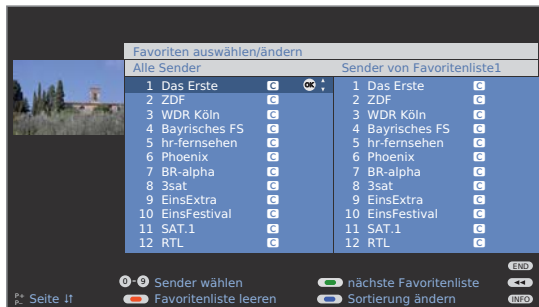 Favoriten auswählen/ändern
Alle Sender Sender von Favoritenliste1
1 Das Erste C OK 1 Das Erste C
2 ZDF C 2 ZDF C
3 WDR Köln C 3 WDR Köln C
4 Bayrisches FS C 4 Bayrisches FS C
5 hr-fernsehen C 5 hr-fernsehen C
6 Phoenix C 6 Phoenix C
7 BR-alpha C 7 BR-alpha C
8 3sat C 8 3sat C
9 EinsExtra C 9 EinsExtra C
10 EinsFestival C 10 EinsFestival C
11 SAT.1 C 11 SAT.1 C
12 RTL C 12 RTL C
END
0-9 Sender wählen nächste Favoritenliste
P+ P- Seite Favoritenliste leeren Sortierung ändern INFO